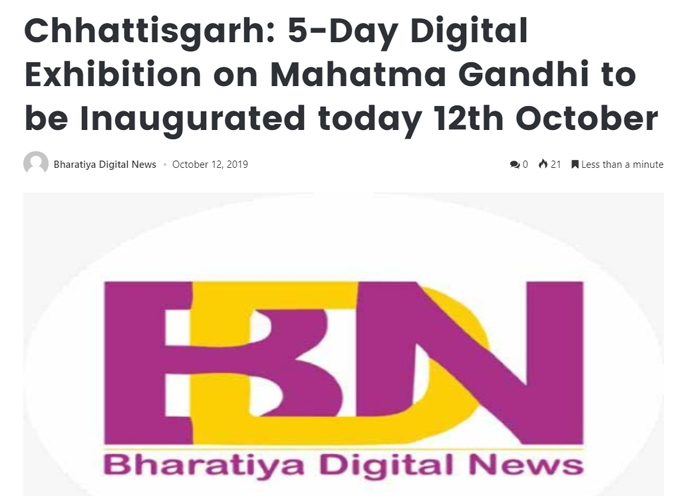 Chhattisgarh: 5-Day Digital
Exhibition on Mahatma Gandhi to
be Inaugurated today 12th October
Bharatiya Digital News • October 12, 2019 0 21 Less than a minute
BDN
Bharatiya Digital News